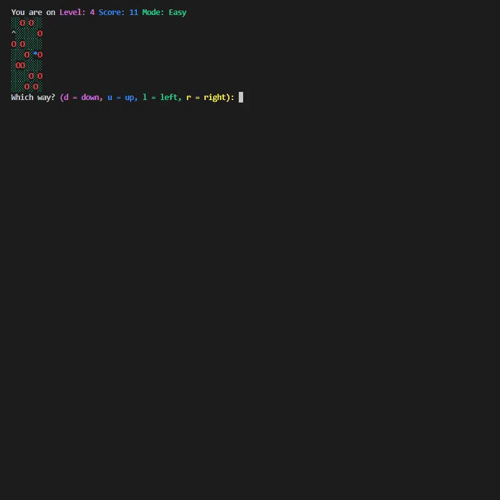 You are on Level: 4 Score: 11 Mode: Easy
░░O░O░░
^░░░░░O
O░O░░░░
░░░O░*O
░OO░░░░
░░░░O░O
░░░O░O░
Which way? (d = down, u = up, l = left, r = right):